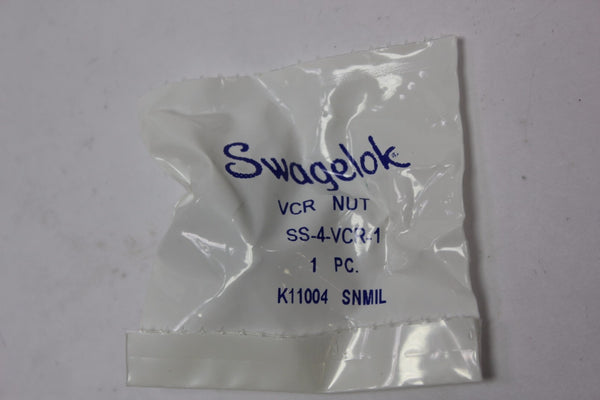 Swagelok
VCR NUT
SS-4-VCR-1
1 PC.
K11004 SNMIL